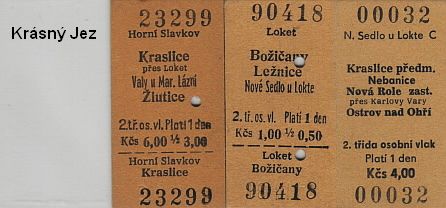 Krásný Jez
23299
Horní Slavkov
Kraslice
přes Loket
Valy u Mar. Lázní
Žlutice
2.tř.os.vl. Platí 1 den
Kčs 6,00 ½ 3,00
Horní Slavkov
Kraslice
23299
90418
Loket
Božičany
Ležnice
Nové Sedlo u Lokte
2.tř.os.vl. Platí 1 den
Kčs 1,00 ½ 0,50
Loket
Božičany
90418
00032
N. Sedlo u Lokte C
Kraslice předm.
Nebanice
Nová Role zast.
přes Karlovy Vary
Ostrov nad Ohří
2. třída osobní vlak
Platí 1 den
Kčs 4,00
00032